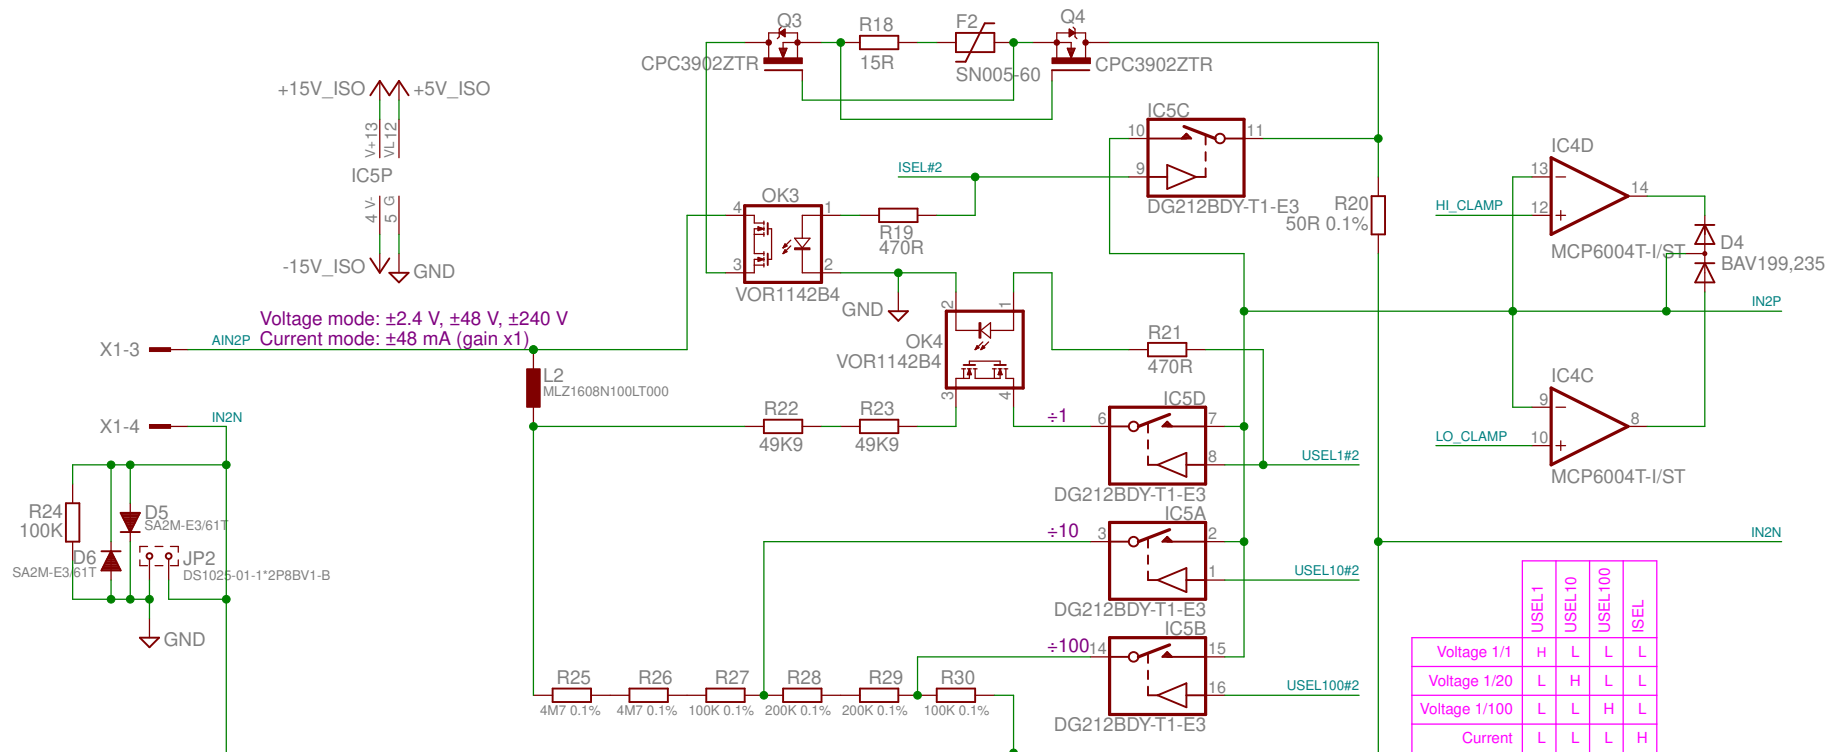 Q3
R18
F2
Q4
CPC3902ZTR
15R
SN005-60
CPC3902ZTR
+15V_ISO
+5V_ISO
V+ 13
VL 12
IC5P
4 V-
5 G
-15V_ISO
GND
IC5C
10
11
9
DG212BDY-T1-E3
ISEL#2
OK3
4
1
3
2
R19
470R
VOR1142B4
GND
R20
50R 0.1%
IC4D
13
14
12
HI_CLAMP
MCP6004T-I/ST
D4
BAV199,235
IN2P
Voltage mode: ±2.4 V, ±48 V, ±240 V
Current mode: ±48 mA (gain x1)
X1-3
AIN2P
L2
MLZ1608N100LT000
OK4
VOR1142B4
2
1
3
4
R21
470R
IC4C
9
8
10
LO_CLAMP
MCP6004T-I/ST
X1-4
IN2N
R22
49K9
R23
49K9
÷1
IC5D
6
7
8
USEL1#2
DG212BDY-T1-E3
R24
100K
D5
SA2M-E3/61T
D6
SA2M-E3/61T
JP2
DS1025-01-1*2P8BV1-B
GND
÷10
IC5A
3
2
1
USEL10#2
DG212BDY-T1-E3
IN2N
÷100
IC5B
14
15
16
USEL100#2
DG212BDY-T1-E3
R25
4M7 0.1%
R26
4M7 0.1%
R27
100K 0.1%
R28
200K 0.1%
R29
200K 0.1%
R30
100K 0.1%
USEL1 USEL10 USEL100 ISEL
Voltage 1/1 H L L L
Voltage 1/20 L H L L
Voltage 1/100 L L H L
Current L L L H